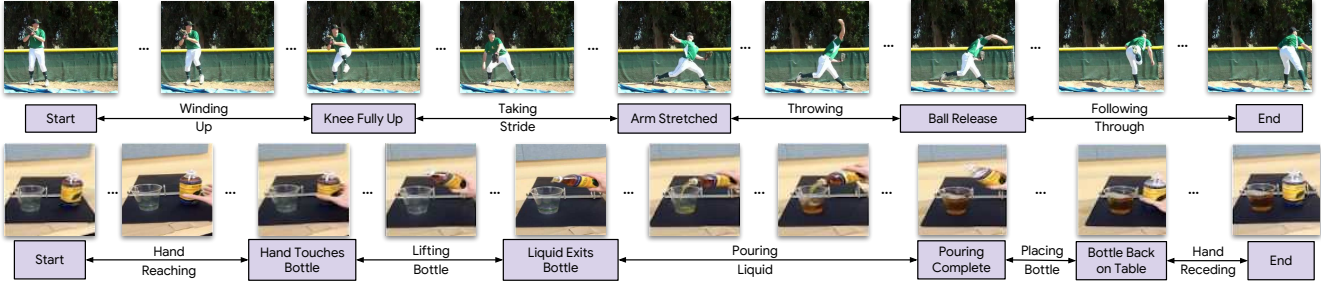 ...
...
...
...
...
...
...
...
Start
Winding
Up
Knee Fully Up
Taking
Stride
Arm Stretched
Throwing
Ball Release
Following
Through
End
...
...
...
...
...
...
...
...
...
Start
Hand
Reaching
Hand Touches
Bottle
Lifting
Bottle
Liquid Exits
Bottle
Pouring
Liquid
Pouring
Complete
Placing
Bottle
Bottle Back
on Table
Hand
Receding
End